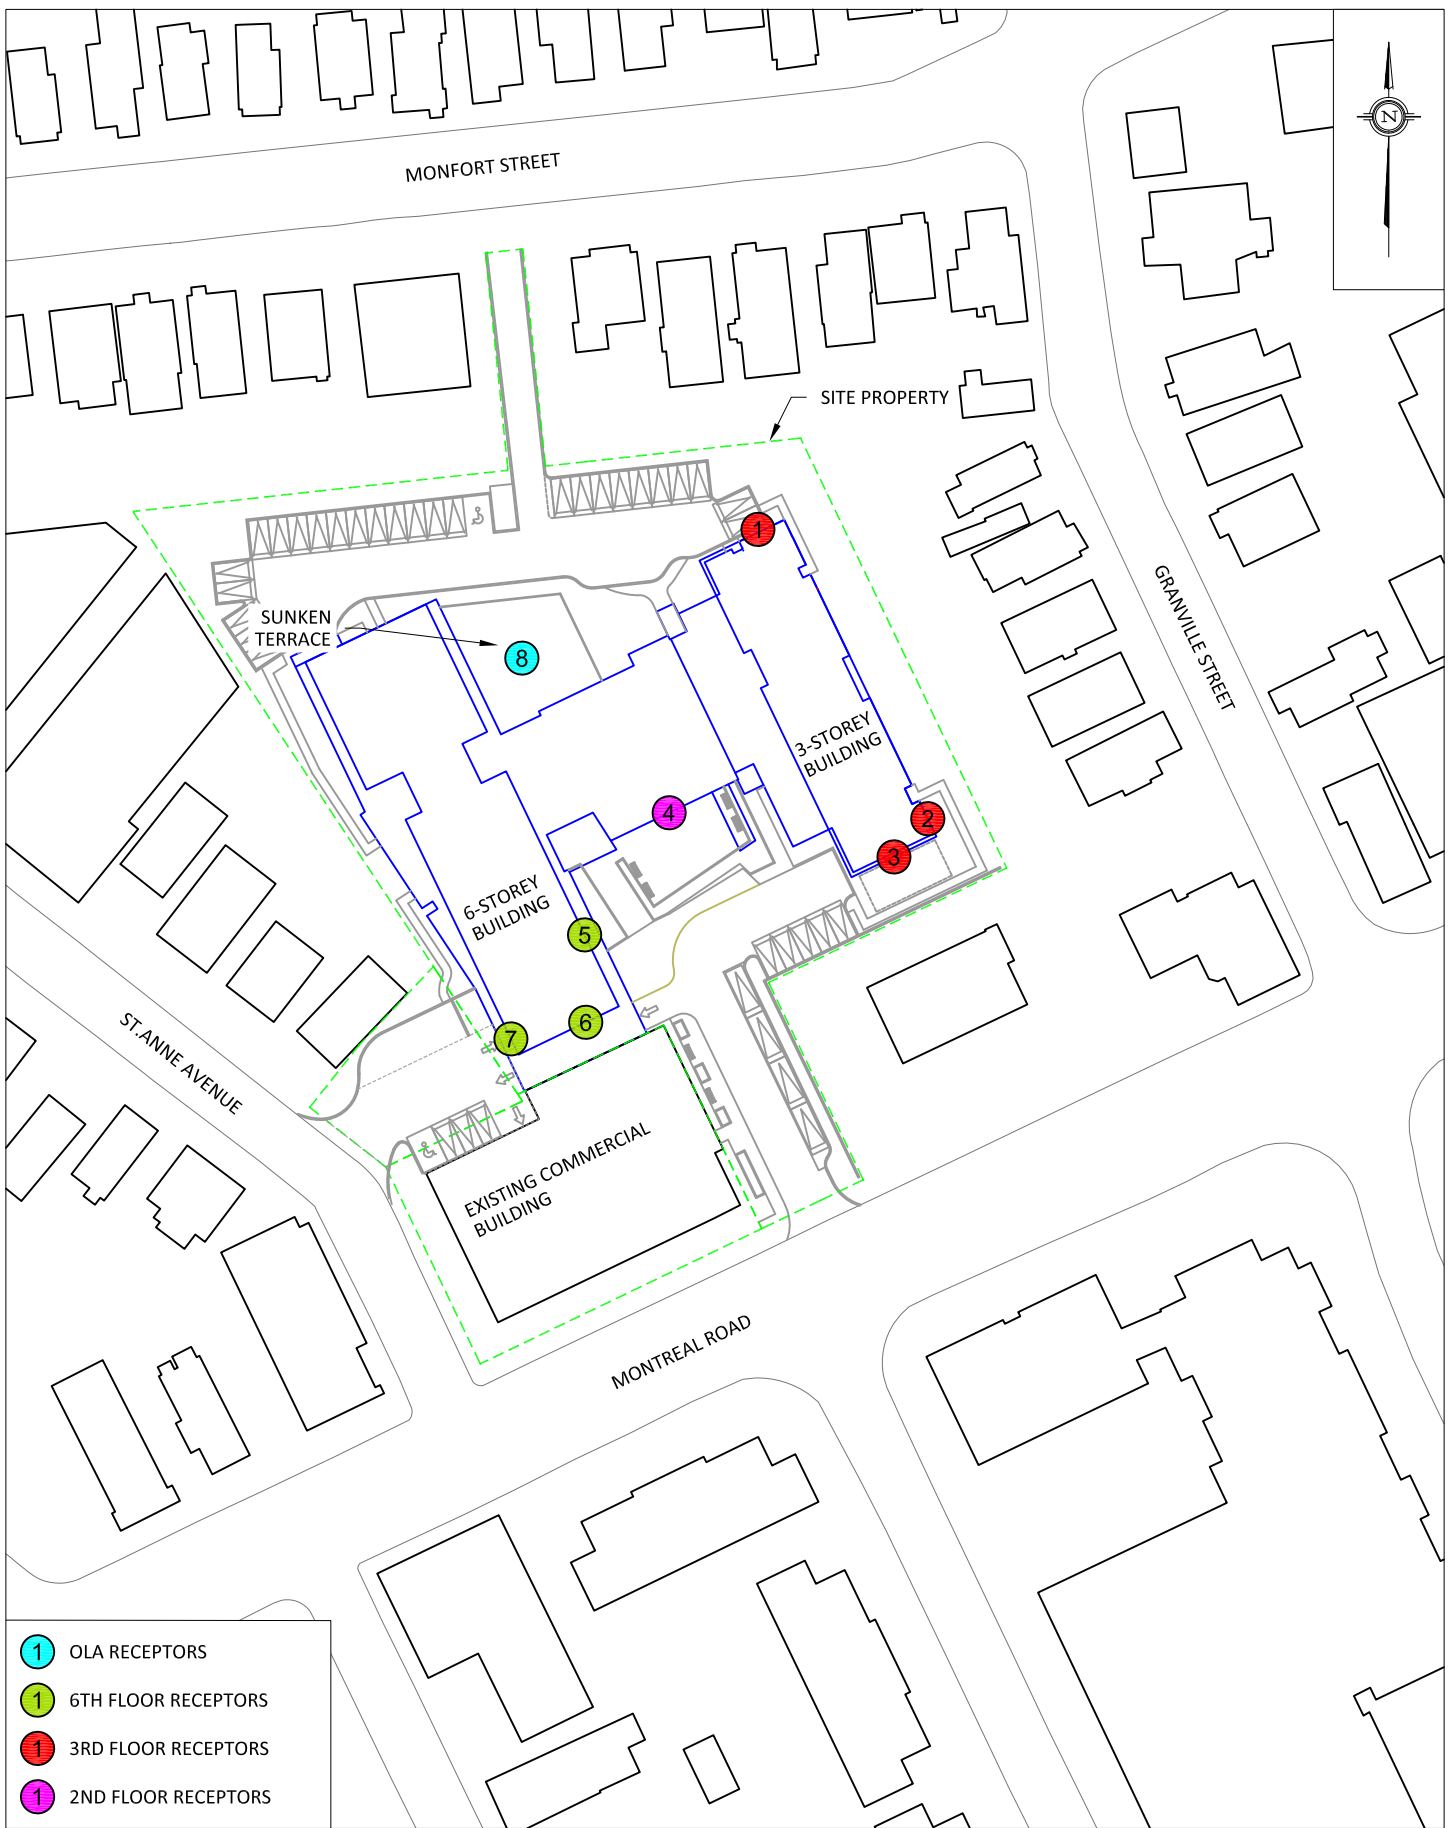 MONFORT STREET
N
SITE PROPERTY
1
SUNKEN
TERRACE
8
GRANVILLE STREET
3-STOREY
BUILDING
4
2
3
6-STOREY
BUILDING
5
6
7
ST.ANNE AVENUE
EXISTING COMMERCIAL
BUILDING
MONTREAL ROAD
1 OLA RECEPTORS
1 6TH FLOOR RECEPTORS
1 3RD FLOOR RECEPTORS
1 2ND FLOOR RECEPTORS